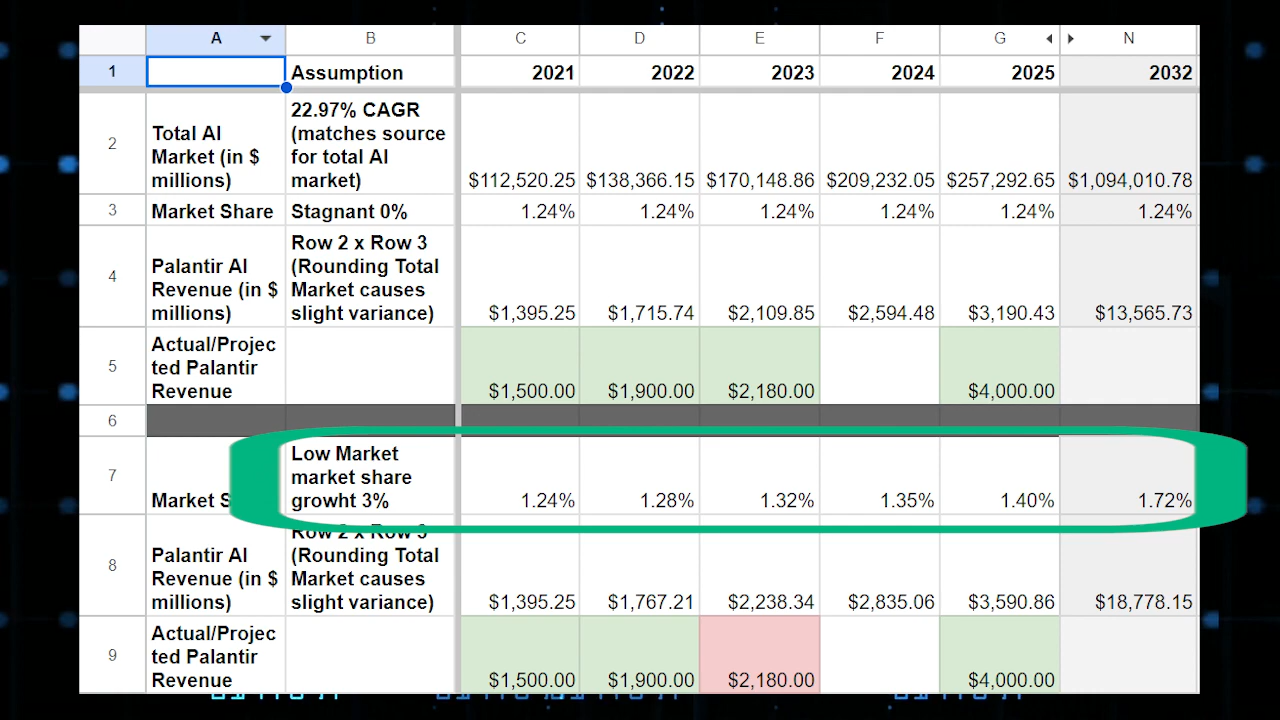 A B C D E F G N
1 Assumption 2021 2022 2023 2024 2025 2032
22.97% CAGR
Total AI (matches source
2 Market (in $ for total AI
millions) market) $112,520.25 $138,366.15 $170,148.86 $209,232.05 $257,292.65 $1,094,010.78
3 Market Share Stagnant 0% 1.24% 1.24% 1.24% 1.24% 1.24% 1.24%
Row 2 x Row 3
Palantir AI (Rounding Total
4 Revenue (in $ Market causes
millions) slight variance) $1,395.25 $1,715.74 $2,109.85 $2,594.48 $3,190.43 $13,565.73
Actual/Projec
5 ted Palantir
Revenue $1,500.00 $1,900.00 $2,180.00 $4,000.00
6
Low Market
7 market share
Market S growht 3% 1.24% 1.28% 1.32% 1.35% 1.40% 1.72%
Row 2 x Row 3
Palantir AI (Rounding Total
8 Revenue (in $ Market causes
millions) slight variance) $1,395.25 $1,767.21 $2,238.34 $2,835.06 $3,590.86 $18,778.15
Actual/Projec
9 ted Palantir
Revenue $1,500.00 $1,900.00 $2,180.00 $4,000.00